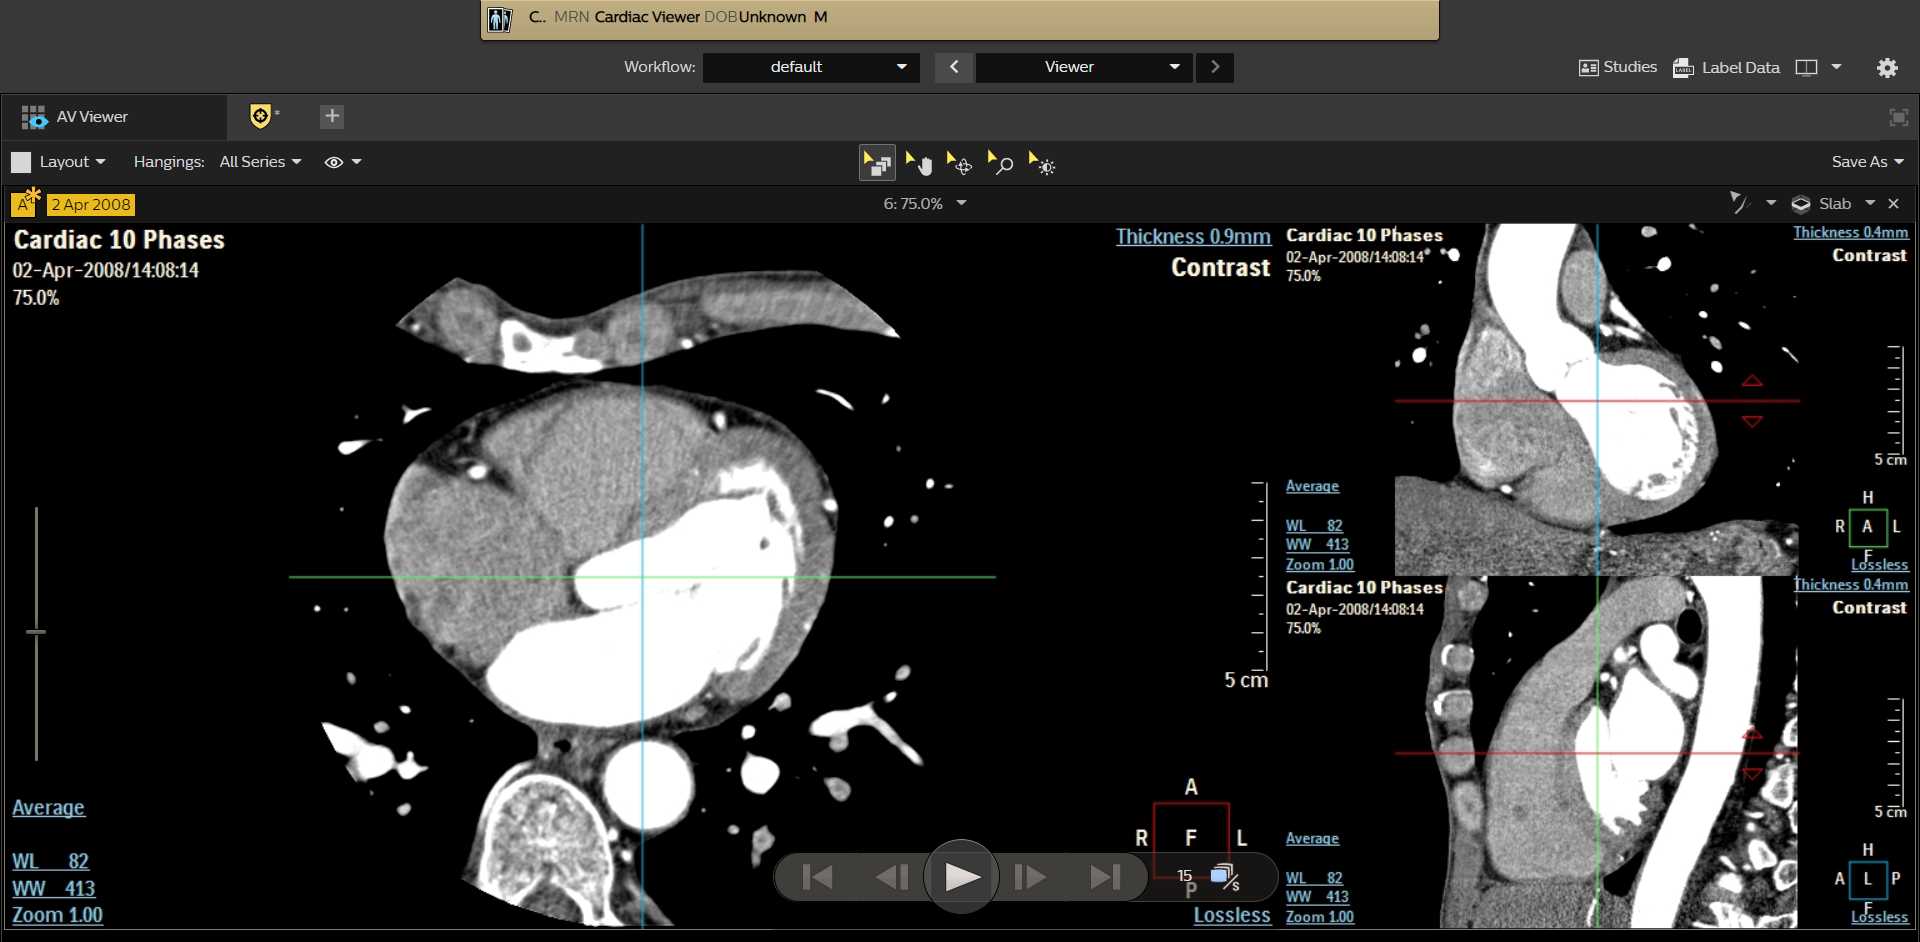 C.. MRN Cardiac Viewer DOB Unknown M
Workflow: default Viewer Studies Label Data
AV Viewer
Layout Hangings: All Series Save As
A 2 Apr 2008 6: 75.0% Slab
Cardiac 10 Phases
02-Apr-2008/14:08:14
75.0%
Thickness 0.9mm
Contrast
5 cm
Average
WL 82
WW 413
Zoom 1.00
A
R F L
P
15 /s
Lossless
Cardiac 10 Phases
02-Apr-2008/14:08:14
75.0%
Thickness 0.4mm
Contrast
5 cm
Average
WL 82
WW 413
Zoom 1.00
H
R A L
F
Lossless
Cardiac 10 Phases
02-Apr-2008/14:08:14
75.0%
Thickness 0.4mm
Contrast
5 cm
Average
WL 82
WW 413
Zoom 1.00
H
A L P
F
Lossless